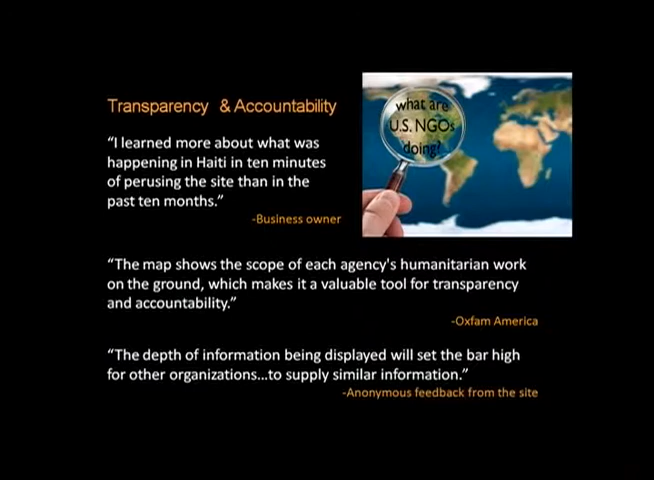 Transparency & Accountability
what are
U.S. NGOs
doing?
“I learned more about what was
happening in Haiti in ten minutes
of perusing the site than in the
past ten months.”
-Business owner
“The map shows the scope of each agency's humanitarian work
on the ground, which makes it a valuable tool for transparency
and accountability.”
-Oxfam America
“The depth of information being displayed will set the bar high
for other organizations…to supply similar information.”
-Anonymous feedback from the site